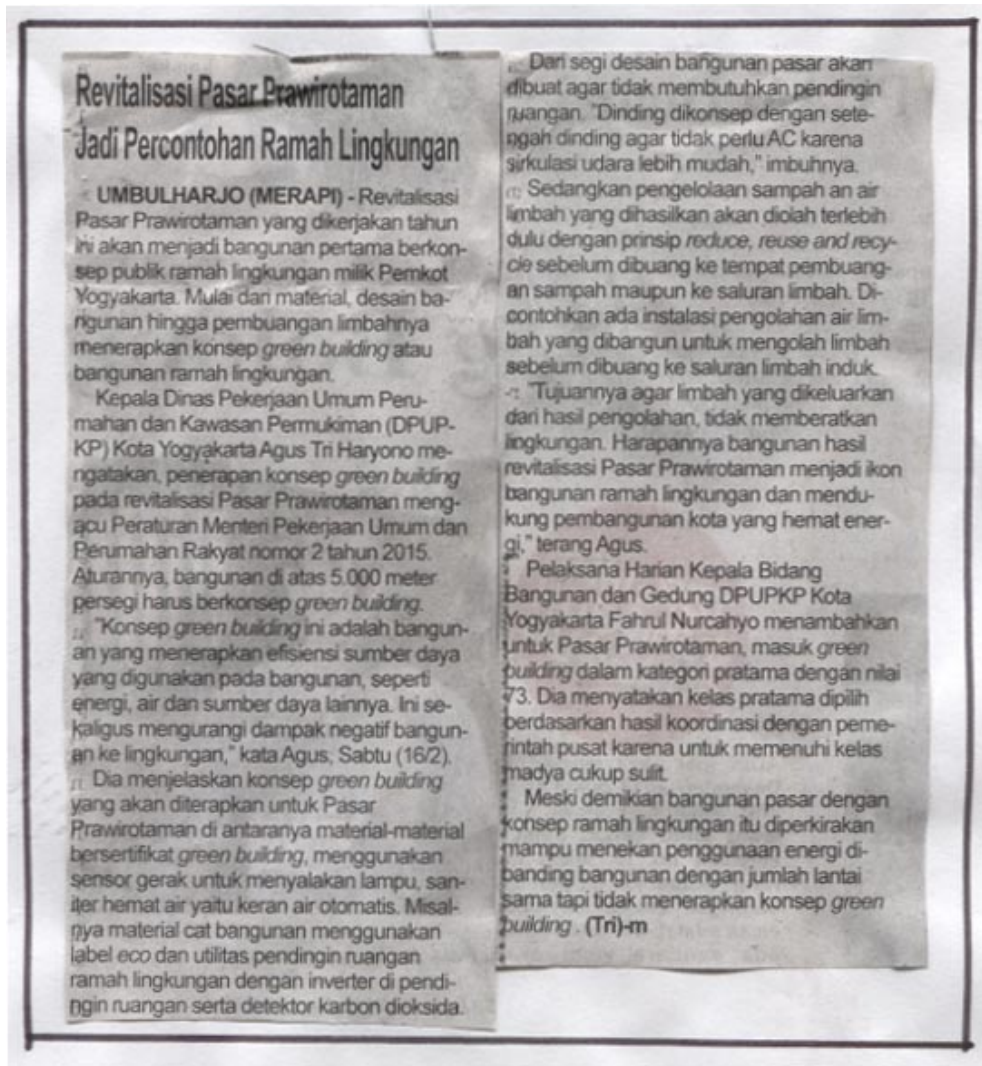 Revitalisasi Pasar Prawirotaman
Jadi Percontohan Ramah Lingkungan
UMBULHARJO (MERAPI) - Revitalisasi
Pasar Prawirotaman yang dikerjakan tahun
ini akan menjadi bangunan pertama berkon-
sep publik ramah lingkungan milik Pemkot
Yogyakarta. Mulai dari material, desain ba-
ngunan hingga pembuangan limbahnya
menerapkan konsep green building atau
bangunan ramah lingkungan.
Kepala Dinas Pekerjaan Umum Peru-
mahan dan Kawasan Permukiman (DPUP-
KP) Kota Yogyakarta Agus Tri Haryono me-
ngatakan, penerapan konsep green building
pada revitalisasi Pasar Prawirotaman meng-
acu Peraturan Menteri Pekerjaan Umum dan
Perumahan Rakyat nomor 2 tahun 2015.
Aturannya, bangunan di atas 5.000 meter
persegi harus berkonsep green building.
"Konsep green building ini adalah bangun-
an yang menerapkan efisiensi sumber daya
yang digunakan pada bangunan, seperti
energi, air dan sumber daya lainnya. Ini se-
kaligus mengurangi dampak negatif bangun-
an ke lingkungan," kata Agus, Sabtu (16/2).
Dia menjelaskan konsep green building
yang akan diterapkan untuk Pasar
Prawirotaman di antaranya material-material
bersertifikat green building, menggunakan
sensor gerak untuk menyalakan lampu, san-
iter hemat air yaitu keran air otomatis. Misal-
nya material cat bangunan menggunakan
label eco dan utilitas pendingin ruangan
ramah lingkungan dengan inverter di pendi-
ngin ruangan serta detektor karbon dioksida.
Dari segi desain bangunan pasar akan
dibuat agar tidak membutuhkan pendingin
ruangan. "Dinding dikonsep dengan sete-
ngah dinding agar tidak perlu AC karena
sirkulasi udara lebih mudah," imbuhnya.
Sedangkan pengelolaan sampah an air
limbah yang dihasilkan akan diolah terlebih
dulu dengan prinsip reduce, reuse and recy-
cle sebelum dibuang ke tempat pembuang-
an sampah maupun ke saluran limbah. Di-
contohkan ada instalasi pengolahan air lim-
bah yang dibangun untuk mengolah limbah
sebelum dibuang ke saluran limbah induk.
"Tujuannya agar limbah yang dikeluarkan
dari hasil pengolahan, tidak memberatkan
lingkungan. Harapannya bangunan hasil
revitalisasi Pasar Prawirotaman menjadi ikon
bangunan ramah lingkungan dan mendu-
kung pembangunan kota yang hemat ener-
gi," terang Agus.
Pelaksana Harian Kepala Bidang
Bangunan dan Gedung DPUPKP Kota
Yogyakarta Fahrul Nurcahyo menambahkan
untuk Pasar Prawirotaman, masuk green
building dalam kategori pratama dengan nilai
73. Dia menyatakan kelas pratama dipilih
berdasarkan hasil koordinasi dengan peme-
rintah pusat karena untuk memenuhi kelas
madya cukup sulit.
Meski demikian bangunan pasar dengan
konsep ramah lingkungan itu diperkirakan
mampu menekan penggunaan energi di-
banding bangunan dengan jumlah lantai
sama tapi tidak menerapkan konsep green
building . (Tri)-m